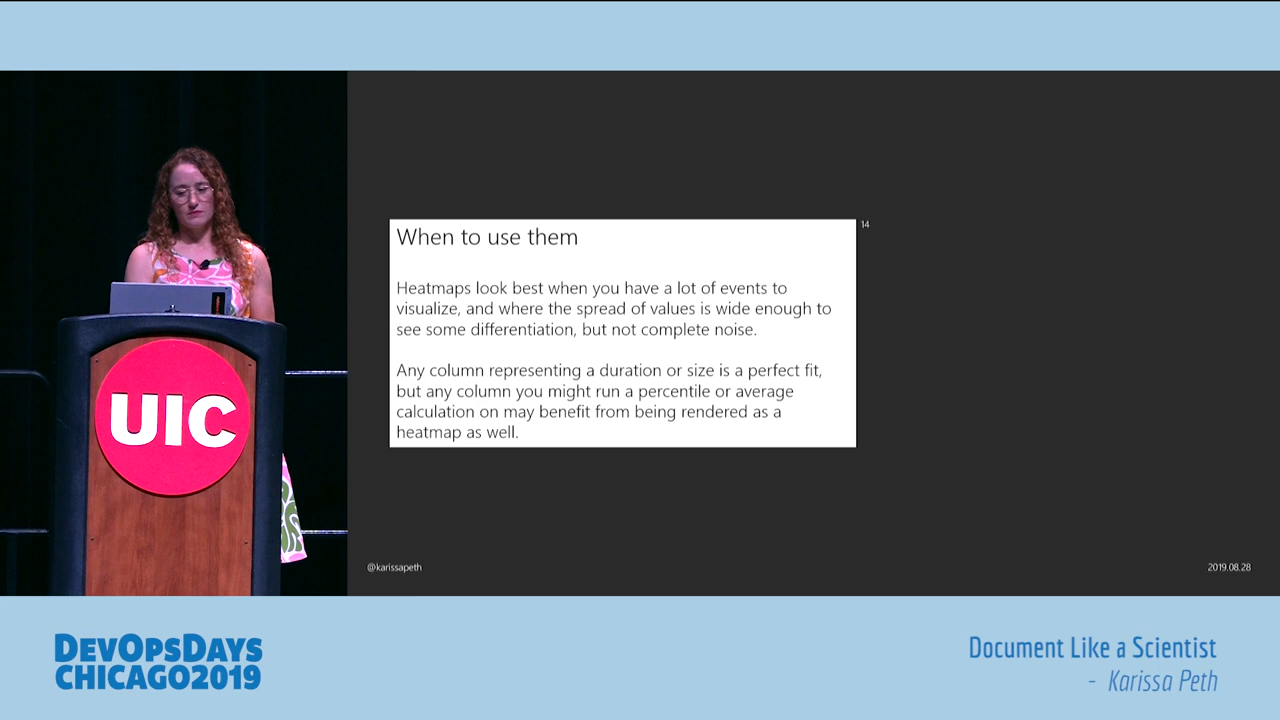 When to use them
14
Heatmaps look best when you have a lot of events to
visualize, and where the spread of values is wide enough to
see some differentiation, but not complete noise.
Any column representing a duration or size is a perfect fit,
but any column you might run a percentile or average
calculation on may benefit from being rendered as a
heatmap as well.
UIC
@karissapeth
2019.08.28
DEVOPSDAYS
CHICAGO2019
Document Like a Scientist
- Karissa Peth